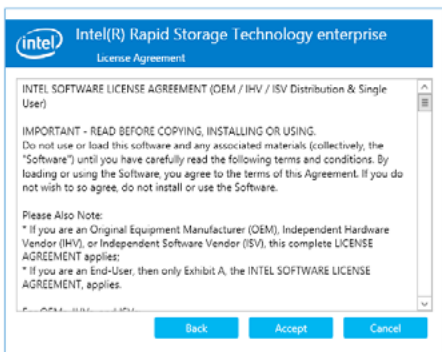 intel
Intel(R) Rapid Storage Technology enterprise
License Agreement
INTEL SOFTWARE LICENSE AGREEMENT (OEM / IHV / ISV Distribution & Single
User)
IMPORTANT - READ BEFORE COPYING, INSTALLING OR USING.
Do not use or load this software and any associated materials (collectively, the
"Software") until you have carefully read the following terms and conditions. By
loading or using the Software, you agree to the terms of this Agreement. If you do
not wish to so agree, do not install or use the Software.
Please Also Note:
* If you are an Original Equipment Manufacturer (OEM), Independent Hardware
Vendor (IHV), or Independent Software Vendor (ISV), this complete LICENSE
AGREEMENT applies;
* If you are an End-User, then only Exhibit A, the INTEL SOFTWARE LICENSE
AGREEMENT, applies.
Back
Accept
Cancel